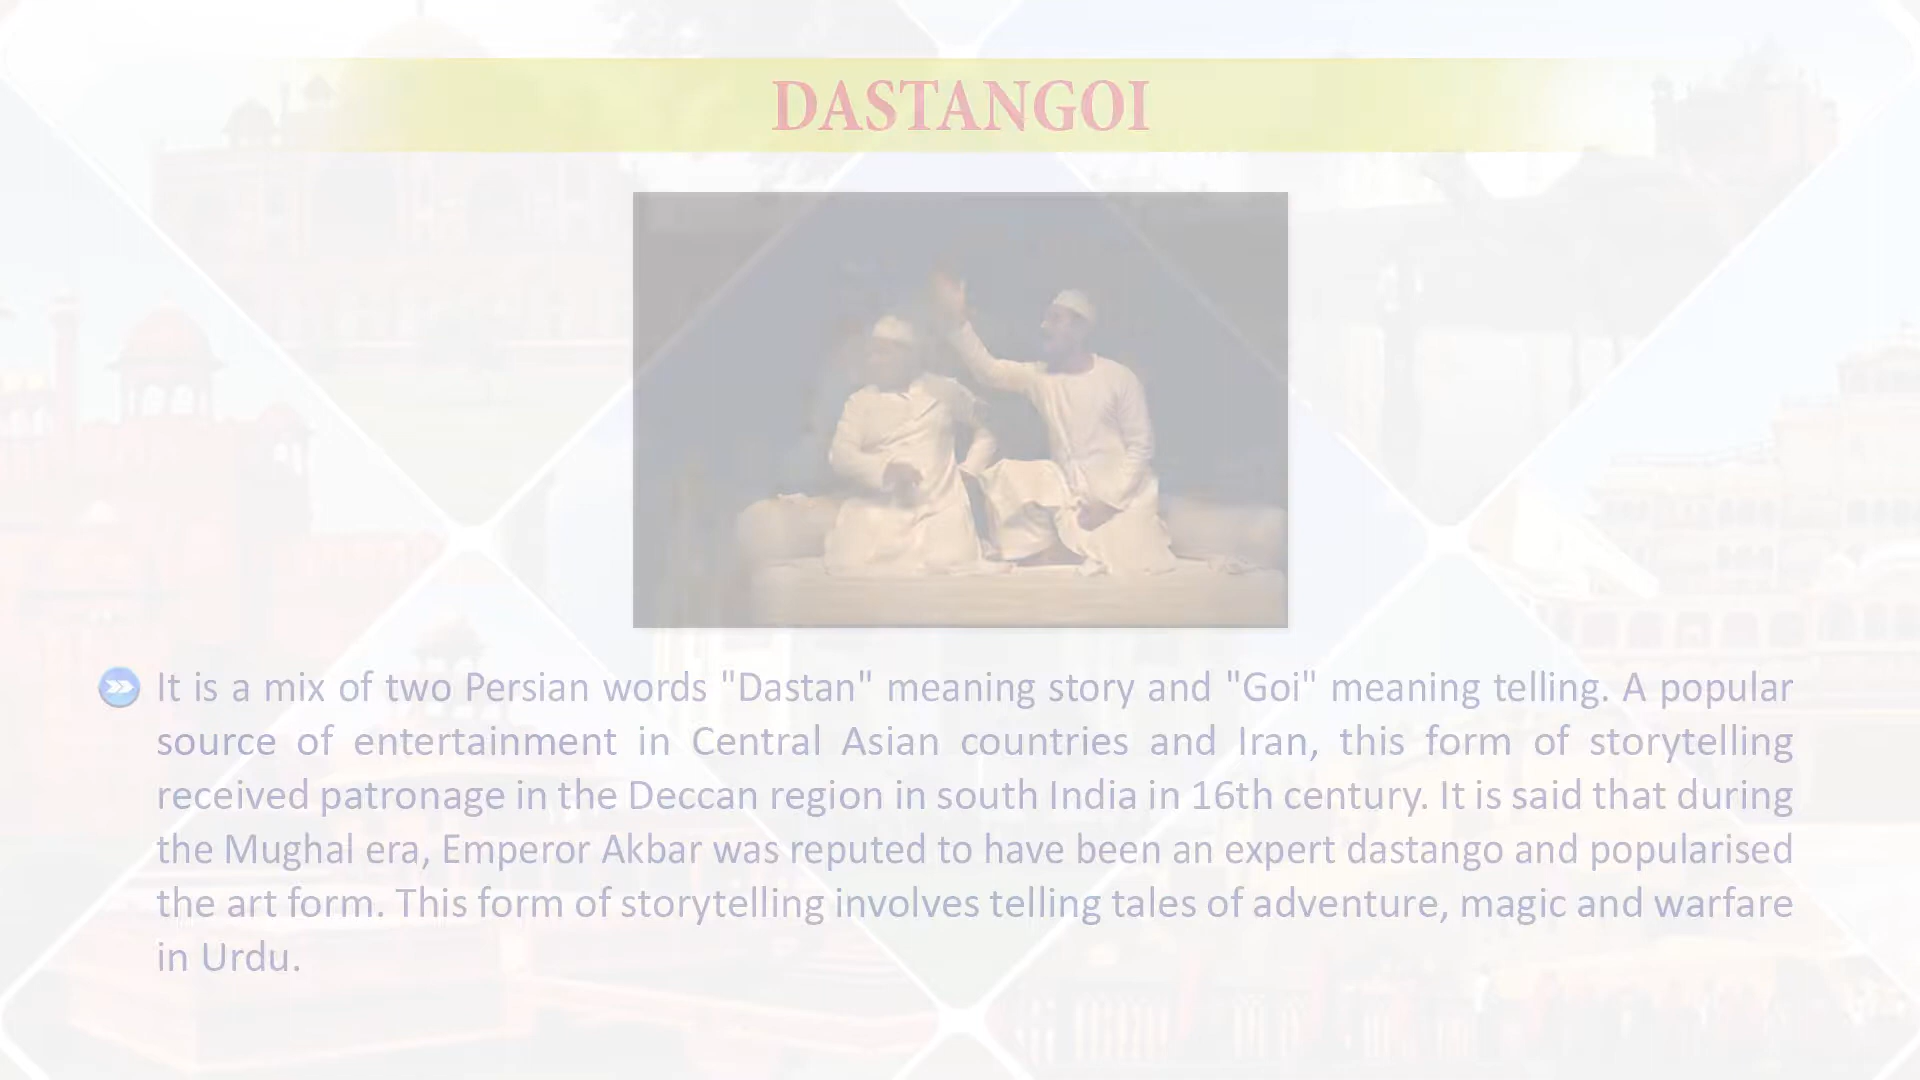 DASTANGOI
It is a mix of two Persian words "Dastan" meaning story and "Goi" meaning telling. A popular
source of entertainment in Central Asian countries and Iran, this form of storytelling
received patronage in the Deccan region in south India in 16th century. It is said that during
the Mughal era, Emperor Akbar was reputed to have been an expert dastango and popularised
the art form. This form of storytelling involves telling tales of adventure, magic and warfare
in Urdu.